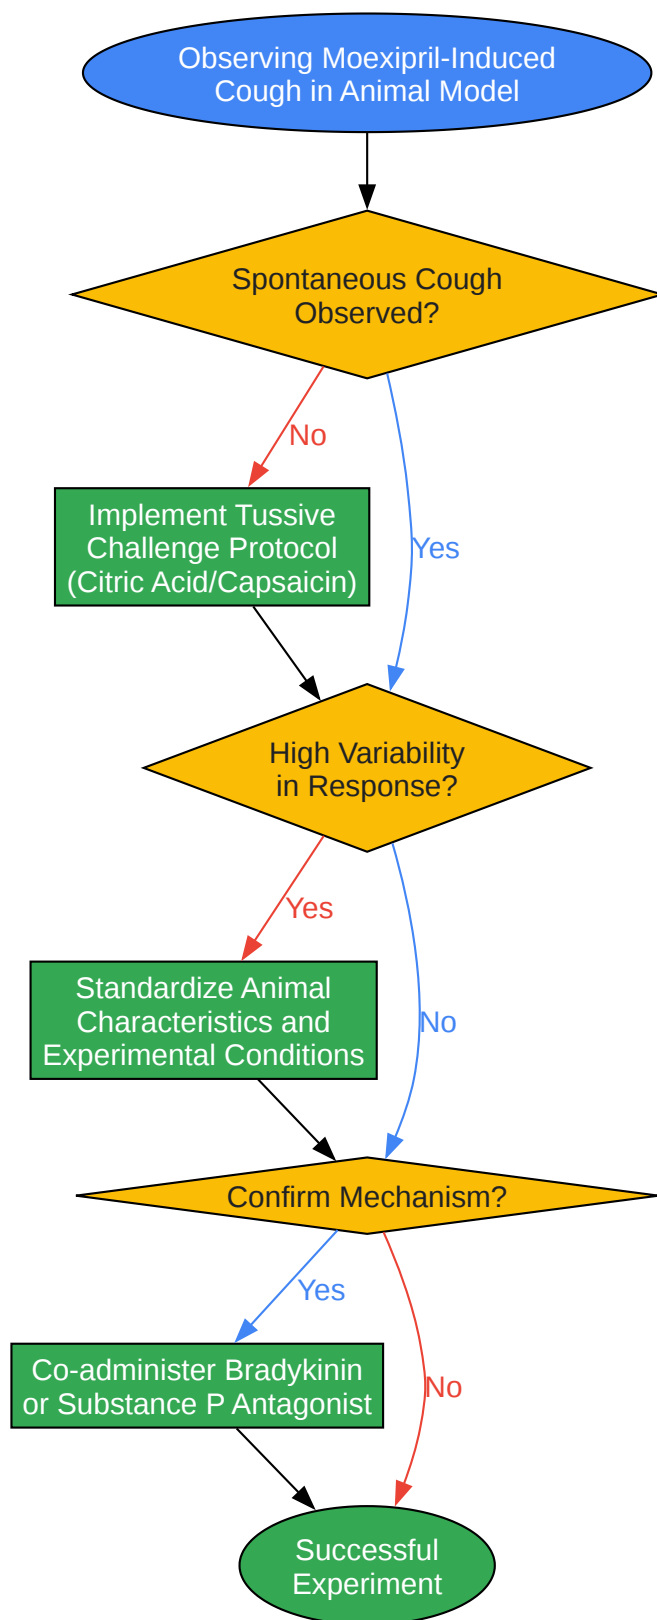 Observing Moexipril-Induced
Cough in Animal Model
Spontaneous Cough
Observed?
No
Implement Tussive
Challenge Protocol
(Citric Acid/Capsaicin)
Yes
High Variability
in Response?
Yes
Standardize Animal
Characteristics and
Experimental Conditions
No
Confirm Mechanism?
Yes
Co-administer Bradykinin
or Substance P Antagonist
No
Successful
Experiment